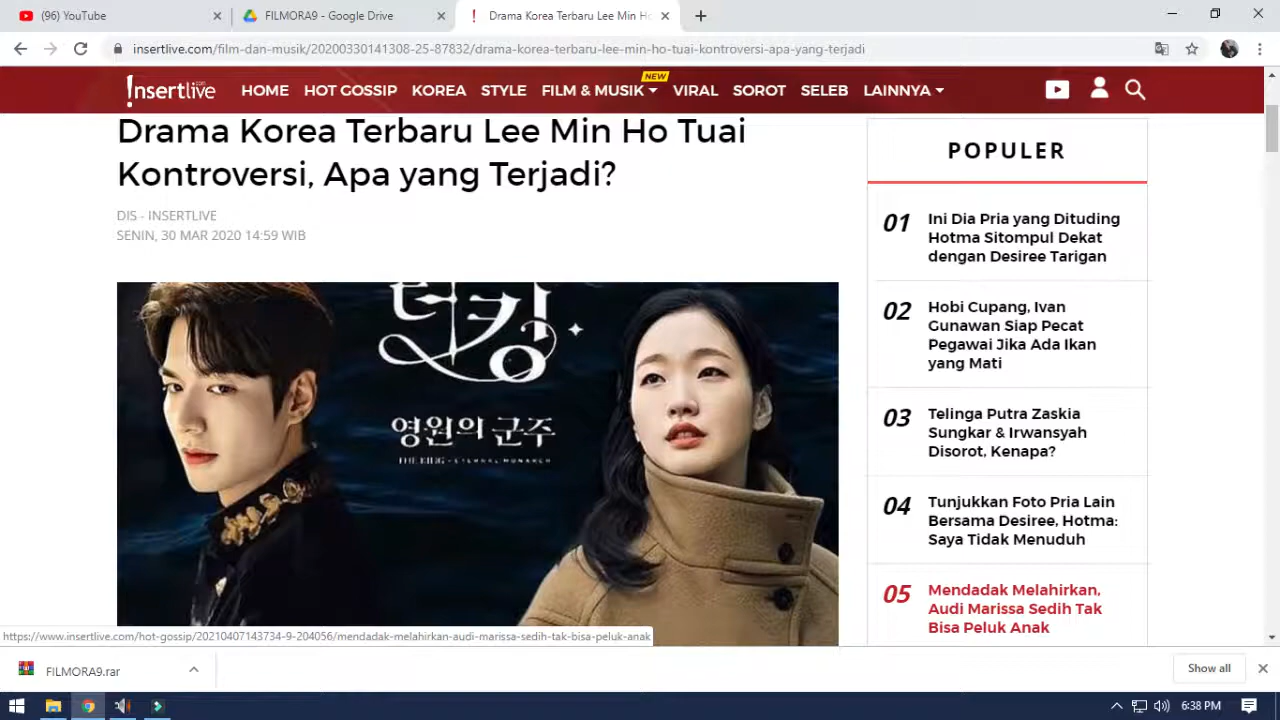 (96) YouTube
FILMORA9 - Google Drive
Drama Korea Terbaru Lee Min Ho
insertlive.com/film-dan-musik/20200330141308-25-87832/drama-korea-terbaru-lee-min-ho-tuai-kontroversi-apa-yang-terjadi
insertlive
.com
HOME
HOT GOSSIP
KOREA
STYLE
FILM & MUSIK
NEW
VIRAL
SOROT
SELEB
LAINNYA
Drama Korea Terbaru Lee Min Ho Tuai
Kontroversi, Apa yang Terjadi?
DIS - INSERTLIVE
SENIN, 30 MAR 2020 14:59 WIB
더킹
영원의 군주
THE KING : ETERNAL MONARCH
POPULER
01
Ini Dia Pria yang Dituding
Hotma Sitompul Dekat
dengan Desiree Tarigan
02
Hobi Cupang, Ivan
Gunawan Siap Pecat
Pegawai Jika Ada Ikan
yang Mati
03
Telinga Putra Zaskia
Sungkar & Irwansyah
Disorot, Kenapa?
04
Tunjukkan Foto Pria Lain
Bersama Desiree, Hotma:
Saya Tidak Menuduh
05
Mendadak Melahirkan,
Audi Marissa Sedih Tak
Bisa Peluk Anak
https://www.insertlive.com/hot-gossip/20210407143734-9-204056/mendadak-melahirkan-audi-marissa-sedih-tak-bisa-peluk-anak
FILMORA9.rar
Show all
6:38 PM